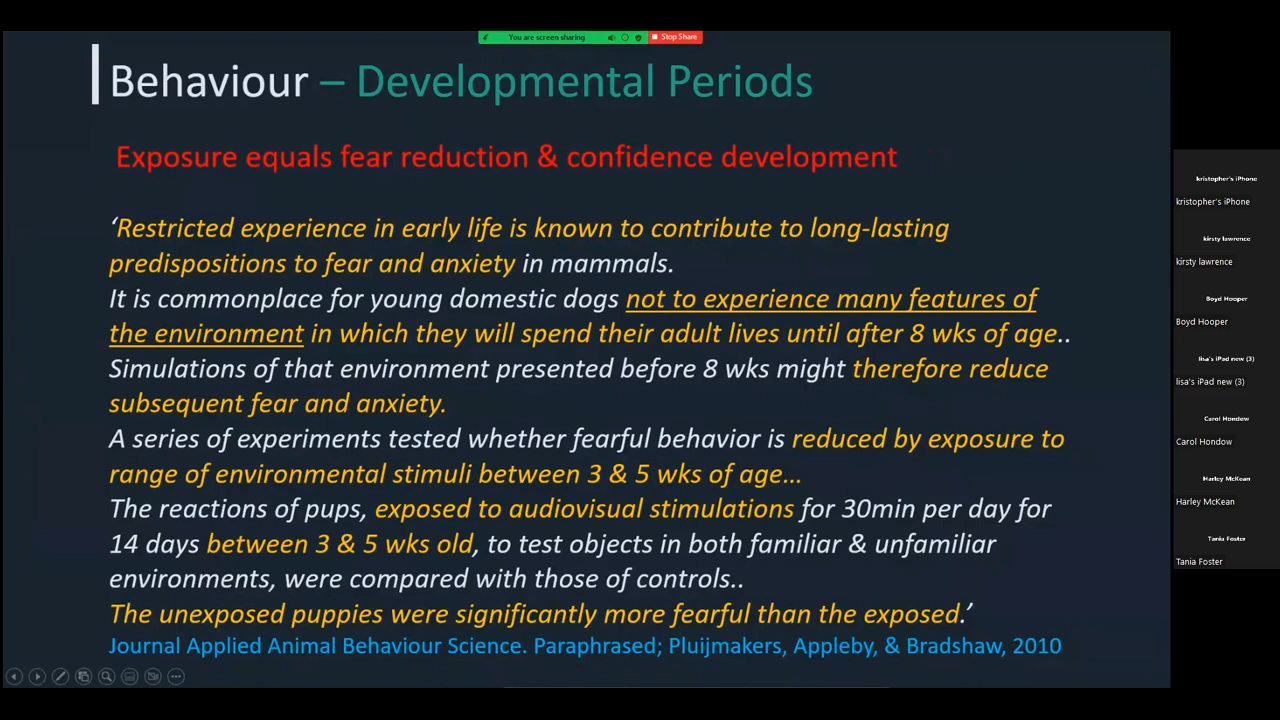 You are screen sharing
Stop Share
Behaviour – Developmental Periods
Exposure equals fear reduction & confidence development
‘Restricted experience in early life is known to contribute to long-lasting
predispositions to fear and anxiety in mammals.
It is commonplace for young domestic dogs not to experience many features of
the environment in which they will spend their adult lives until after 8 wks of age..
Simulations of that environment presented before 8 wks might therefore reduce
subsequent fear and anxiety.
A series of experiments tested whether fearful behavior is reduced by exposure to
range of environmental stimuli between 3 & 5 wks of age…
The reactions of pups, exposed to audiovisual stimulations for 30min per day for
14 days between 3 & 5 wks old, to test objects in both familiar & unfamiliar
environments, were compared with those of controls..
The unexposed puppies were significantly more fearful than the exposed.’
Journal Applied Animal Behaviour Science. Paraphrased; Pluijmakers, Appleby, & Bradshaw, 2010
kristopher's iPhone
kristopher's iPhone
kirsty lawrence
kirsty lawrence
Boyd Hooper
Boyd Hooper
lisa's iPad new (3)
lisa's iPad new (3)
Carol Hondow
Carol Hondow
Harley McKean
Harley McKean
Tania Foster
Tania Foster